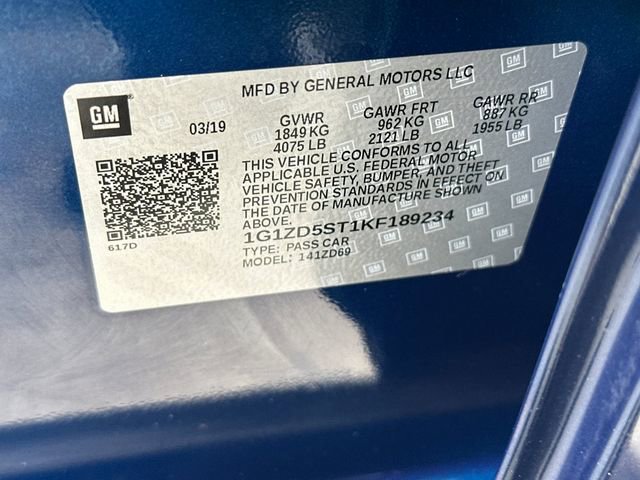 MFD BY GENERAL MOTORS LLC
GM
03/19
GVWR GAWR FRT GAWR RR
1849 KG 962 KG 887 KG
4075 LB 2121 LB 1955 LB
THIS VEHICLE CONFORMS TO ALL
APPLICABLE U.S. FEDERAL MOTOR
VEHICLE SAFETY, BUMPER, AND THEFT
PREVENTION STANDARDS IN EFFECT ON
THE DATE OF MANUFACTURE SHOWN
ABOVE.
1G1ZD5ST1KF189234
TYPE: PASS CAR
MODEL: 141ZD69
617D